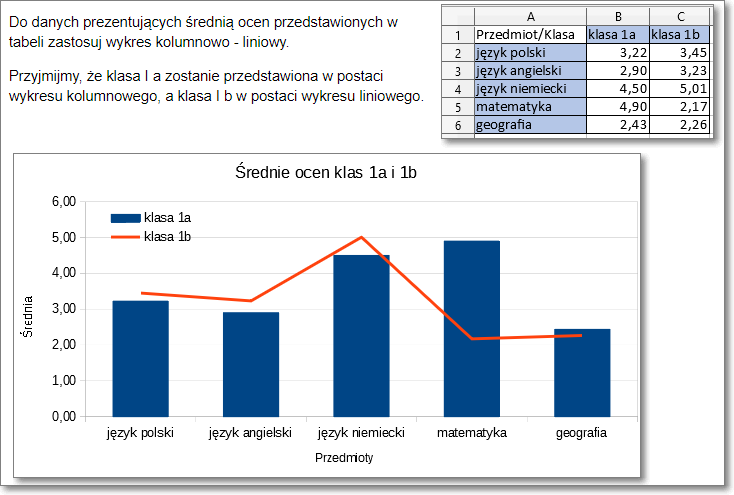 Do danych prezentujących średnią ocen przedstawionych w
tabeli zastosuj wykres kolumnowo - liniowy.
Przyjmijmy, że klasa I a zostanie przedstawiona w postaci
wykresu kolumnowego, a klasa I b w postaci wykresu liniowego.
A B C
1 Przedmiot/Klasa klasa 1a klasa 1b
2 język polski 3,22 3,45
3 język angielski 2,90 3,23
4 język niemiecki 4,50 5,01
5 matematyka 4,90 2,17
6 geografia 2,43 2,26
Średnie ocen klas 1a i 1b
6,00
5,00
4,00
3,00
2,00
1,00
0,00
Średnia
klasa 1a
klasa 1b
język polski język angielski język niemiecki matematyka geografia
Przedmioty